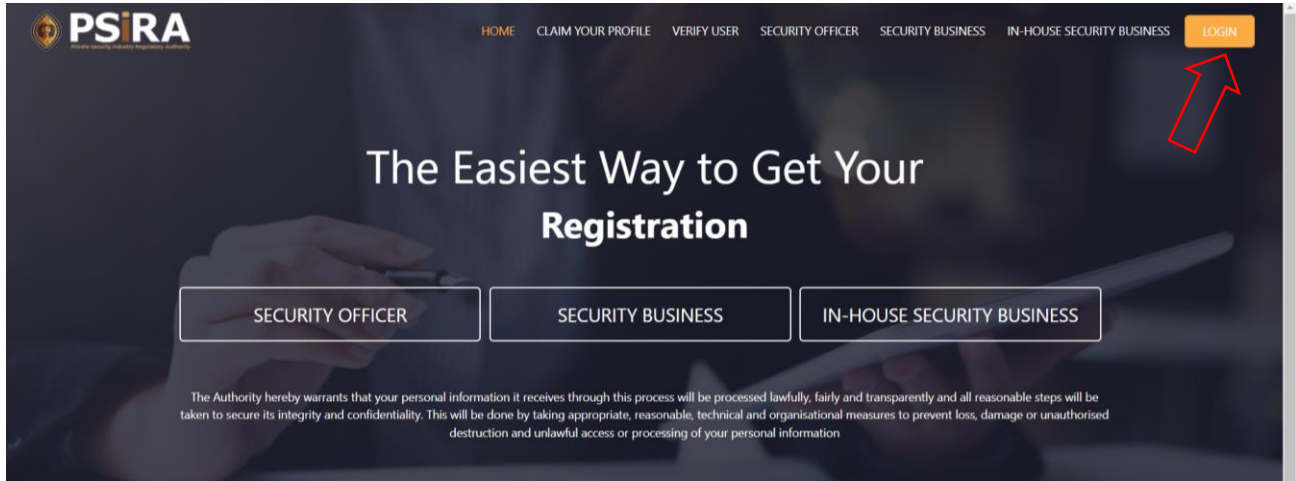 PSiRA
Private Security Industry Regulatory Authority
HOME CLAIM YOUR PROFILE VERIFY USER SECURITY OFFICER SECURITY BUSINESS IN-HOUSE SECURITY BUSINESS LOGIN
The Easiest Way to Get Your
Registration
SECURITY OFFICER SECURITY BUSINESS IN-HOUSE SECURITY BUSINESS
The Authority hereby warrants that your personal information it receives through this process will be processed lawfully, fairly and transparently and all reasonable steps will be
taken to secure its integrity and confidentiality. This will be done by taking appropriate, reasonable, technical and organisational measures to prevent loss, damage or unauthorised
destruction and unlawful access or processing of your personal information